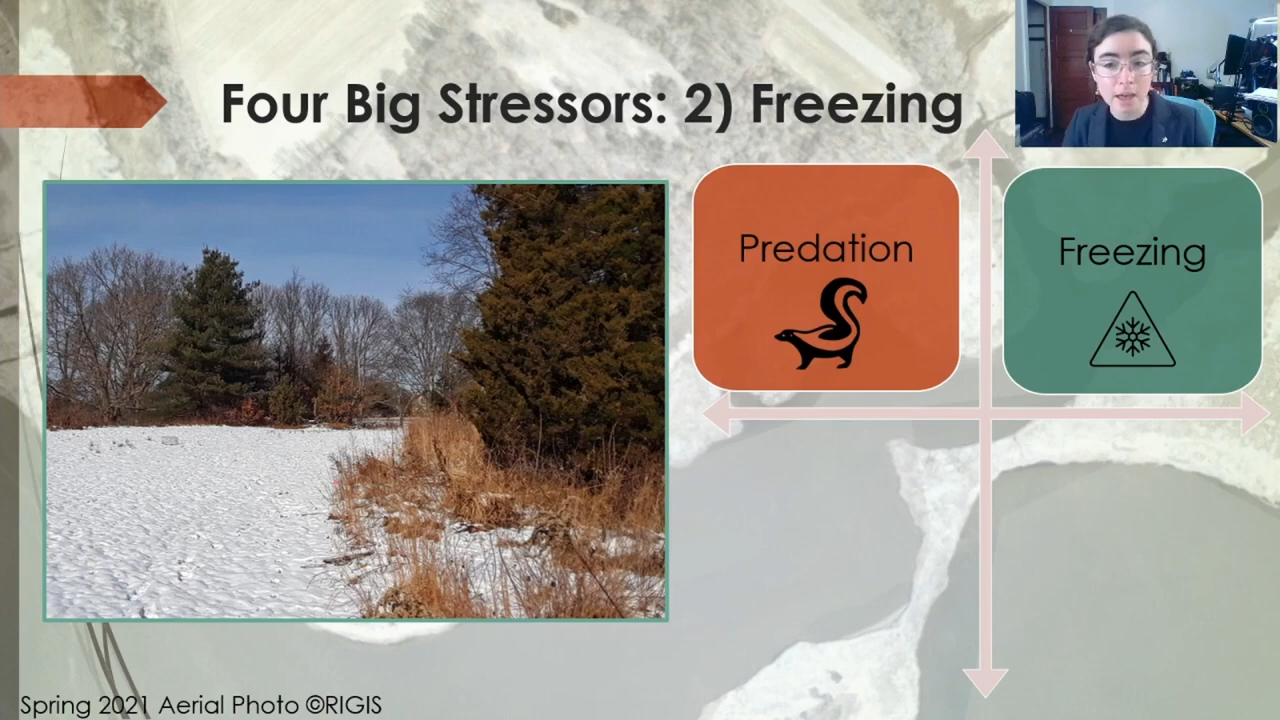 Four Big Stressors: 2) Freezing
Predation
Freezing
Spring 2021 Aerial Photo ©RIGIS